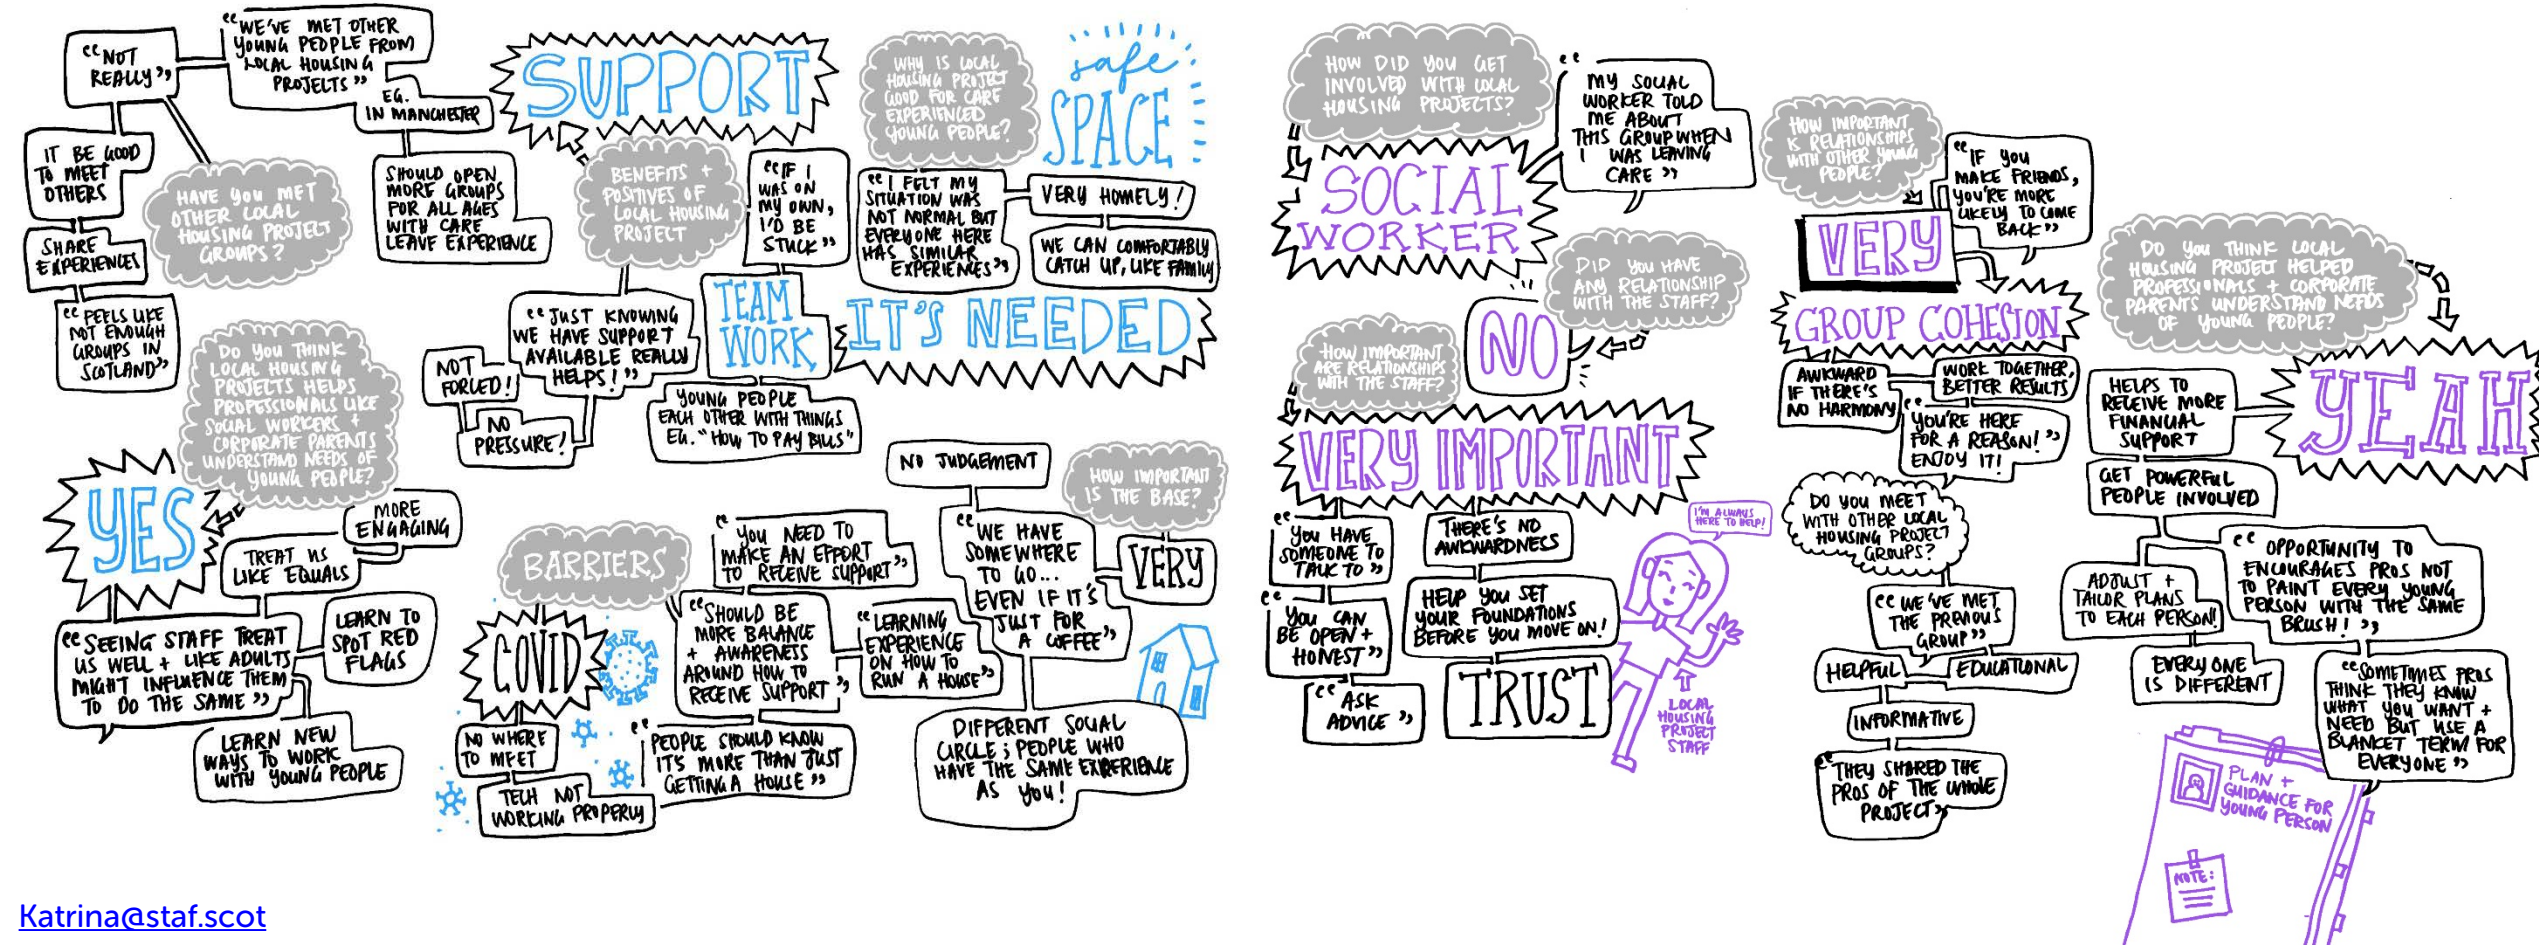 “NOT
REALLY”
“WE'VE MET OTHER
YOUNG PEOPLE FROM
LOCAL HOUSING
PROJECTS”
EG.
IN MANCHESTER
SHOULD OPEN
MORE GROUPS
FOR ALL AGES
WITH CARE
LEAVE EXPERIENCE
IT BE GOOD
TO MEET
OTHERS
SHARE
EXPERIENCES
“FEELS LIKE
NOT ENOUGH
GROUPS IN
SCOTLAND”
HAVE YOU MET
OTHER LOCAL
HOUSING PROJECT
GROUPS?
SUPPORT
BENEFITS +
POSITIVES OF
LOCAL HOUSING
PROJECT
“IF I
WAS ON
MY OWN,
I'D BE
STUCK”
“JUST KNOWING
WE HAVE SUPPORT
AVAILABLE REALLY
HELPS!”
NOT
FORCED!
NO
PRESSURE!
TEAM
WORK
YOUNG PEOPLE
EACH OTHER WITH THINGS
EG. “HOW TO PAY BILLS”
WHY IS LOCAL
HOUSING PROJECT
GOOD FOR CARE
EXPERIENCED
YOUNG PEOPLE?
safe
SPACE
“I FELT MY
SITUATION WAS
NOT NORMAL BUT
EVERYONE HERE
HAS SIMILAR
EXPERIENCES”
VERY HOMELY!
WE CAN COMFORTABLY
CATCH UP, LIKE FAMILY
IT'S NEEDED
DO YOU THINK
LOCAL HOUSING
PROJECTS HELPS
PROFESSIONALS LIKE
SOCIAL WORKERS +
CORPORATE PARENTS
UNDERSTAND NEEDS OF
YOUNG PEOPLE?
YES
MORE
ENGAGING
TREAT US
LIKE EQUALS
“SEEING STAFF TREAT
US WELL + LIKE ADULTS
MIGHT INFLUENCE THEM
TO DO THE SAME”
LEARN TO
SPOT RED
FLAGS
LEARN NEW
WAYS TO WORK
WITH YOUNG PEOPLE
BARRIERS
COVID
NO WHERE
TO MEET
TECH NOT
WORKING PROPERLY
“YOU NEED TO
MAKE AN EFFORT
TO RECEIVE SUPPORT”
“SHOULD BE
MORE BALANCE
+ AWARENESS
AROUND HOW TO
RECEIVE SUPPORT”
“LEARNING
EXPERIENCE
ON HOW TO
RUN A HOUSE”
“PEOPLE SHOULD KNOW
IT'S MORE THAN JUST
GETTING A HOUSE”
NO JUDGEMENT
HOW IMPORTANT
IS THE BASE?
VERY
“WE HAVE
SOMEWHERE
TO GO...
EVEN IF IT'S
JUST FOR
A COFFEE”
DIFFERENT SOCIAL
CIRCLE; PEOPLE WHO
HAVE THE SAME EXPERIENCE
AS YOU!
HOW DID YOU GET
INVOLVED WITH LOCAL
HOUSING PROJECTS?
“MY SOCIAL
WORKER TOLD
ME ABOUT
THIS GROUP WHEN
I WAS LEAVING
CARE”
SOCIAL
WORKER
DID YOU HAVE
ANY RELATIONSHIP
WITH THE STAFF?
NO
HOW IMPORTANT
ARE RELATIONSHIPS
WITH THE STAFF?
VERY IMPORTANT
“YOU HAVE
SOMEONE TO
TALK TO”
“YOU CAN
BE OPEN +
HONEST”
“ASK
ADVICE”
THERE'S NO
AWKWARDNESS
HELP YOU SET
YOUR FOUNDATIONS
BEFORE YOU MOVE ON!
TRUST
I'M ALWAYS
HERE TO HELP!
LOCAL
HOUSING
PROJECT
STAFF
HOW IMPORTANT
IS RELATIONSHIPS
WITH OTHER YOUNG
PEOPLE?
“IF YOU
MAKE FRIENDS,
YOU'RE MORE
LIKELY TO COME
BACK”
VERY
GROUP COHESION
AWKWARD
IF THERE'S
NO HARMONY
WORK TOGETHER,
BETTER RESULTS
“YOU'RE HERE
FOR A REASON!”
ENJOY IT!
DO YOU MEET
WITH OTHER LOCAL
HOUSING PROJECT
GROUPS?
“WE'VE MET
THE PREVIOUS
GROUP”
HELPFUL
EDUCATIONAL
INFORMATIVE
“THEY SHARED THE
PROS OF THE WHOLE
PROJECT”
DO YOU THINK LOCAL
HOUSING PROJECT HELPED
PROFESSIONALS + CORPORATE
PARENTS UNDERSTAND NEEDS
OF YOUNG PEOPLE?
YEAH
HELPS TO
RECEIVE MORE
FINANCIAL
SUPPORT
GET POWERFUL
PEOPLE INVOLVED
ADJUST +
TAILOR PLANS
TO EACH PERSON!
“OPPORTUNITY TO
ENCOURAGES PROS NOT
TO PAINT EVERY YOUNG
PERSON WITH THE SAME
BRUSH!”
EVERYONE
IS DIFFERENT
“SOMETIMES PROS
THINK THEY KNOW
WHAT YOU WANT +
NEED BUT USE A
BLANKET TERM FOR
EVERYONE”
PLAN +
GUIDANCE FOR
YOUNG PERSON
NOTE:
Katrina@staf.scot